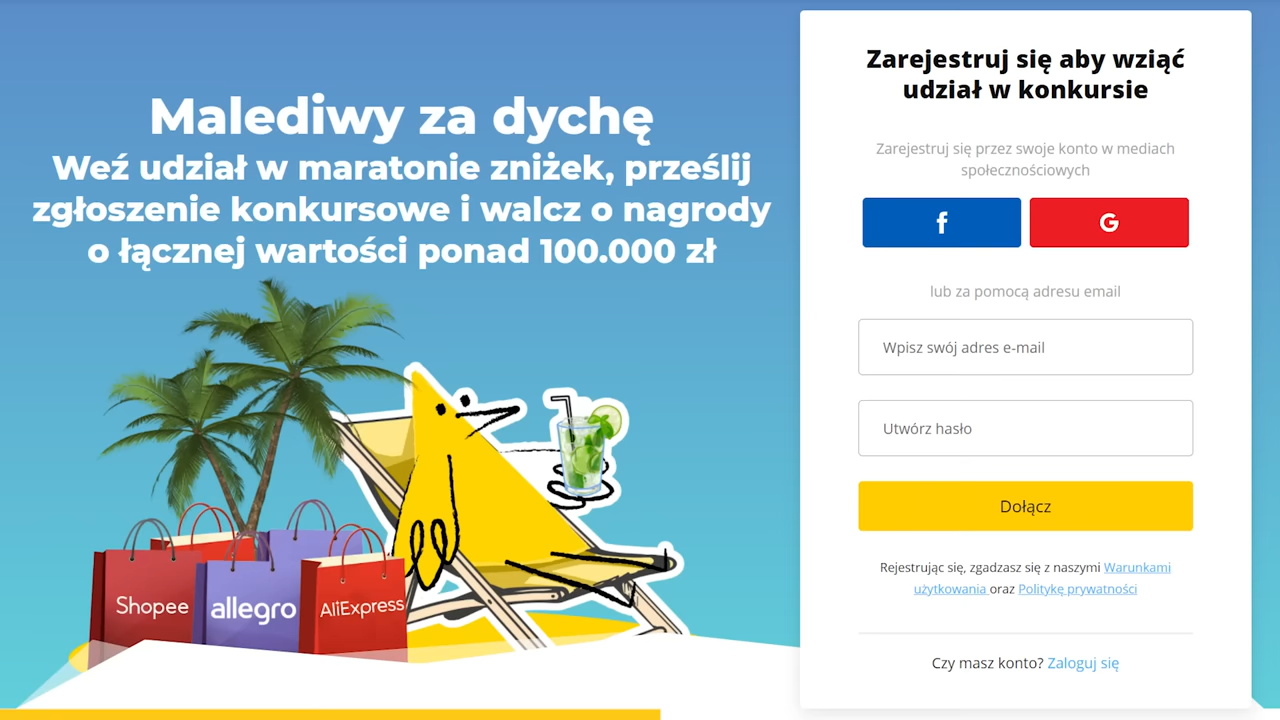 Malediwy za dychę
Weź udział w maratonie zniżek, prześlij
zgłoszenie konkursowe i walcz o nagrody
o łącznej wartości ponad 100.000 zł
Shopee
allegro
AliExpress
Zarejestruj się aby wziąć
udział w konkursie
Zarejestruj się przez swoje konto w mediach
społecznościowych
f
G
lub za pomocą adresu email
Wpisz swój adres e-mail
Utwórz hasło
Dołącz
Rejestrując się, zgadzasz się z naszymi Warunkami
użytkowania oraz Politykę prywatności
Czy masz konto? Zaloguj się